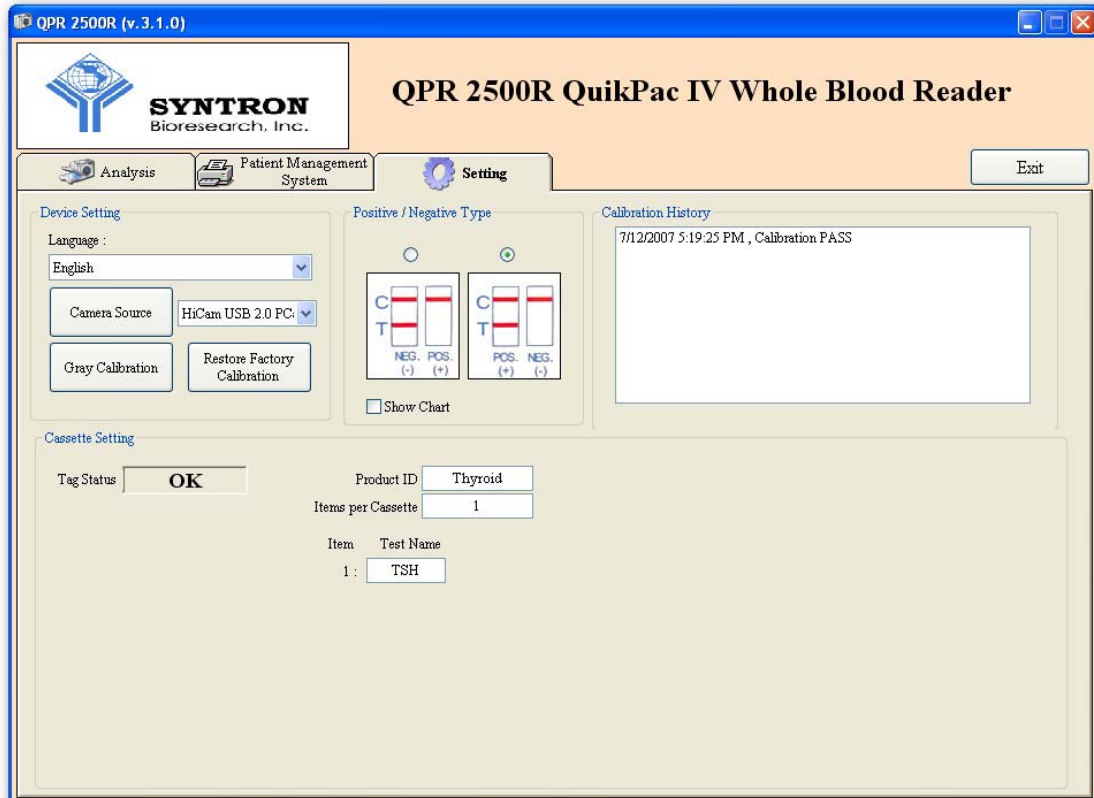 QPR 2500R (v.3.1.0)
SYNTRON
Bioresearch, Inc.
QPR 2500R QuikPac IV Whole Blood Reader
Analysis
Patient Management
System
Setting
Exit
Device Setting
Language :
English
Camera Source
HiCam USB 2.0 PC
Gray Calibration
Restore Factory
Calibration
Positive / Negative Type
C
T
NEG. POS.
(-) (+)
C
T
POS. NEG.
(+) (-)
Show Chart
Calibration History
7/12/2007 5:19:25 PM , Calibration PASS
Cassette Setting
Tag Status OK
Product ID Thyroid
Items per Cassette 1
Item Test Name
1 : TSH